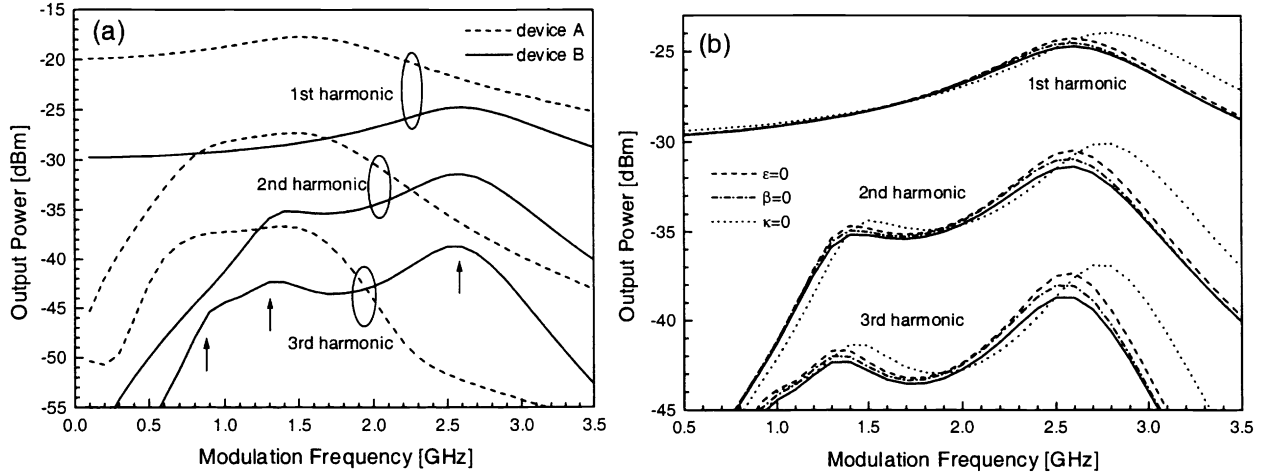 (a)
device A
device B
1st harmonic
2nd harmonic
3rd harmonic
-15
-20
-25
-30
-35
-40
-45
-50
-55
Output Power [dBm]
0.0 0.5 1.0 1.5 2.0 2.5 3.0 3.5
Modulation Frequency [GHz]
(b)
1st harmonic
ε=0
β=0
κ=0
2nd harmonic
3rd harmonic
-25
-30
-35
-40
-45
Output Power [dBm]
0.5 1.0 1.5 2.0 2.5 3.0 3.5
Modulation Frequency [GHz]